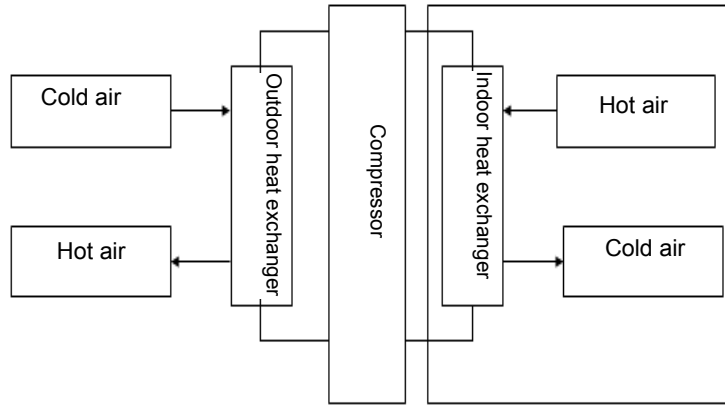 Cold air
Hot air
Outdoor heat exchanger
Compressor
Indoor heat exchanger
Hot air
Cold air